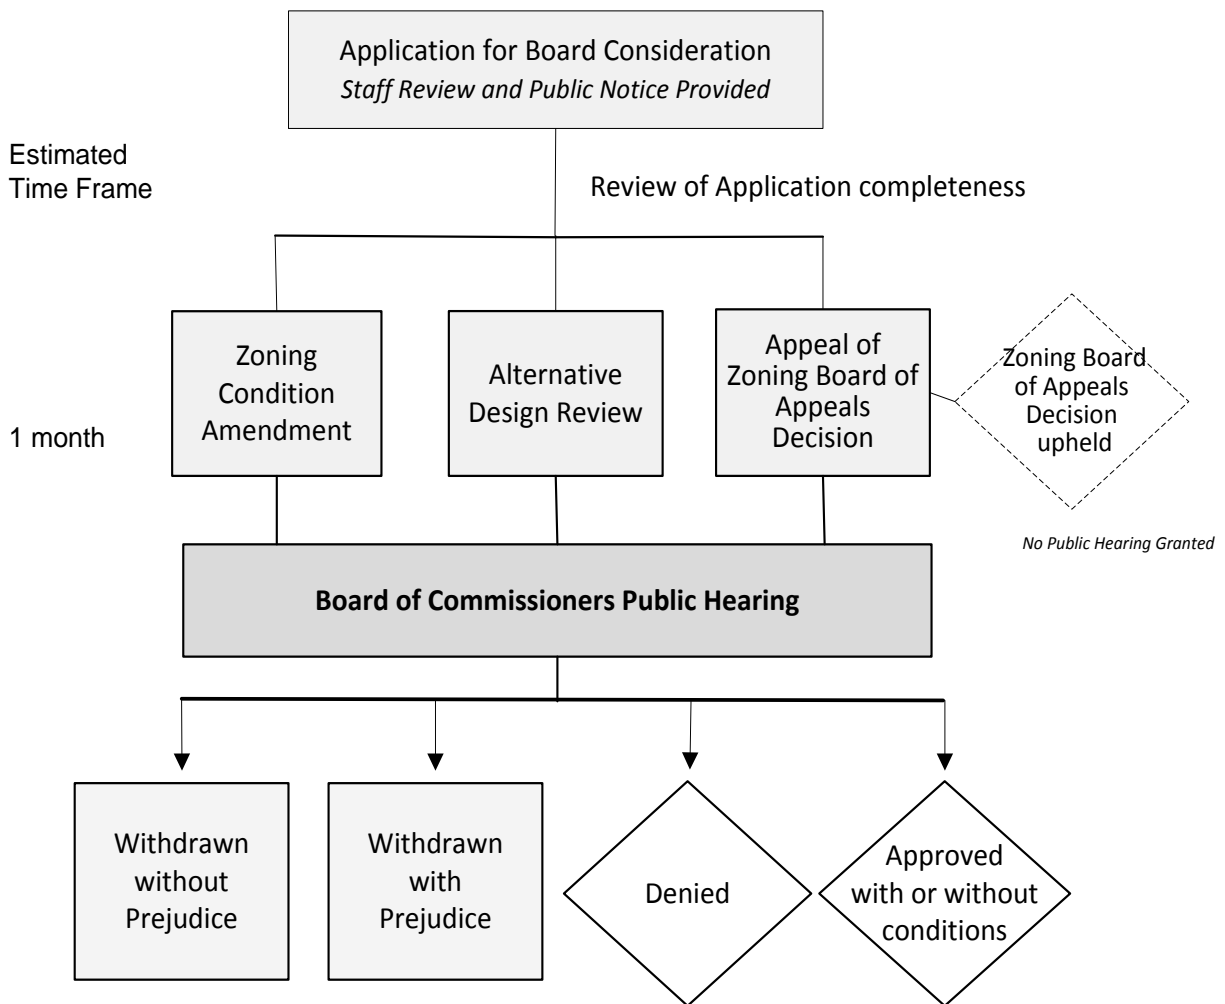 Application for Board Consideration
Staff Review and Public Notice Provided
Estimated
Time Frame
Review of Application completeness
1 month
Zoning
Condition
Amendment
Alternative
Design Review
Appeal of
Zoning Board of
Appeals
Decision
Zoning Board
of Appeals
Decision
upheld
No Public Hearing Granted
Board of Commissioners Public Hearing
Withdrawn
without
Prejudice
Withdrawn
with
Prejudice
Denied
Approved
with or without
conditions